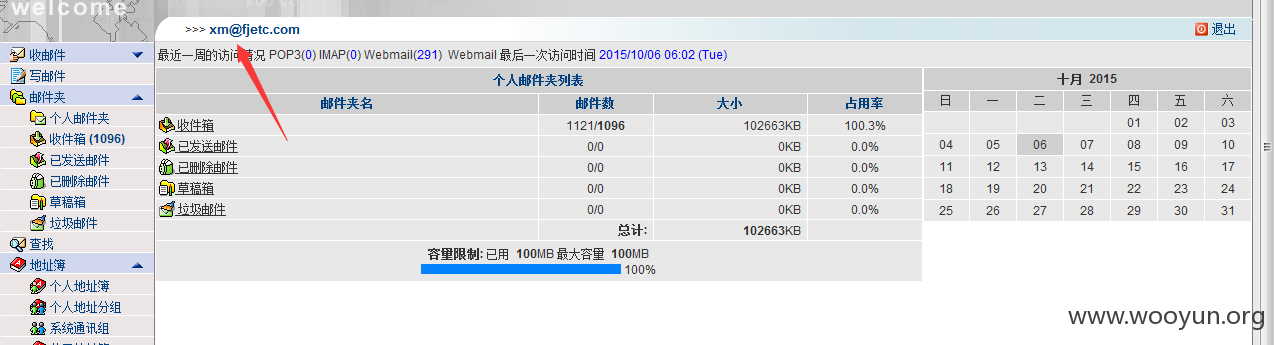 welcome
>>> xm@fjetc.com
退出
收邮件
写邮件
邮件夹
个人邮件夹
收件箱 (1096)
已发送邮件
已删除邮件
草稿箱
垃圾邮件
查找
地址簿
个人地址簿
个人地址分组
系统通讯组
最近一周的访问情况 POP3(0) IMAP(0) Webmail(291) Webmail 最后一次访问时间 2015/10/06 06:02 (Tue)
个人邮件夹列表
邮件夹名 邮件数 大小 占用率
收件箱 1121/1096 102663KB 100.3%
已发送邮件 0/0 0KB 0.0%
已删除邮件 0/0 0KB 0.0%
草稿箱 0/0 0KB 0.0%
垃圾邮件 0/0 0KB 0.0%
总计: 102663KB
容量限制: 已用 100MB 最大容量 100MB
100%
十月 2015
日 一 二 三 四 五 六
01 02 03
04 05 06 07 08 09 10
11 12 13 14 15 16 17
18 19 20 21 22 23 24
25 26 27 28 29 30 31
www.wooyun.org